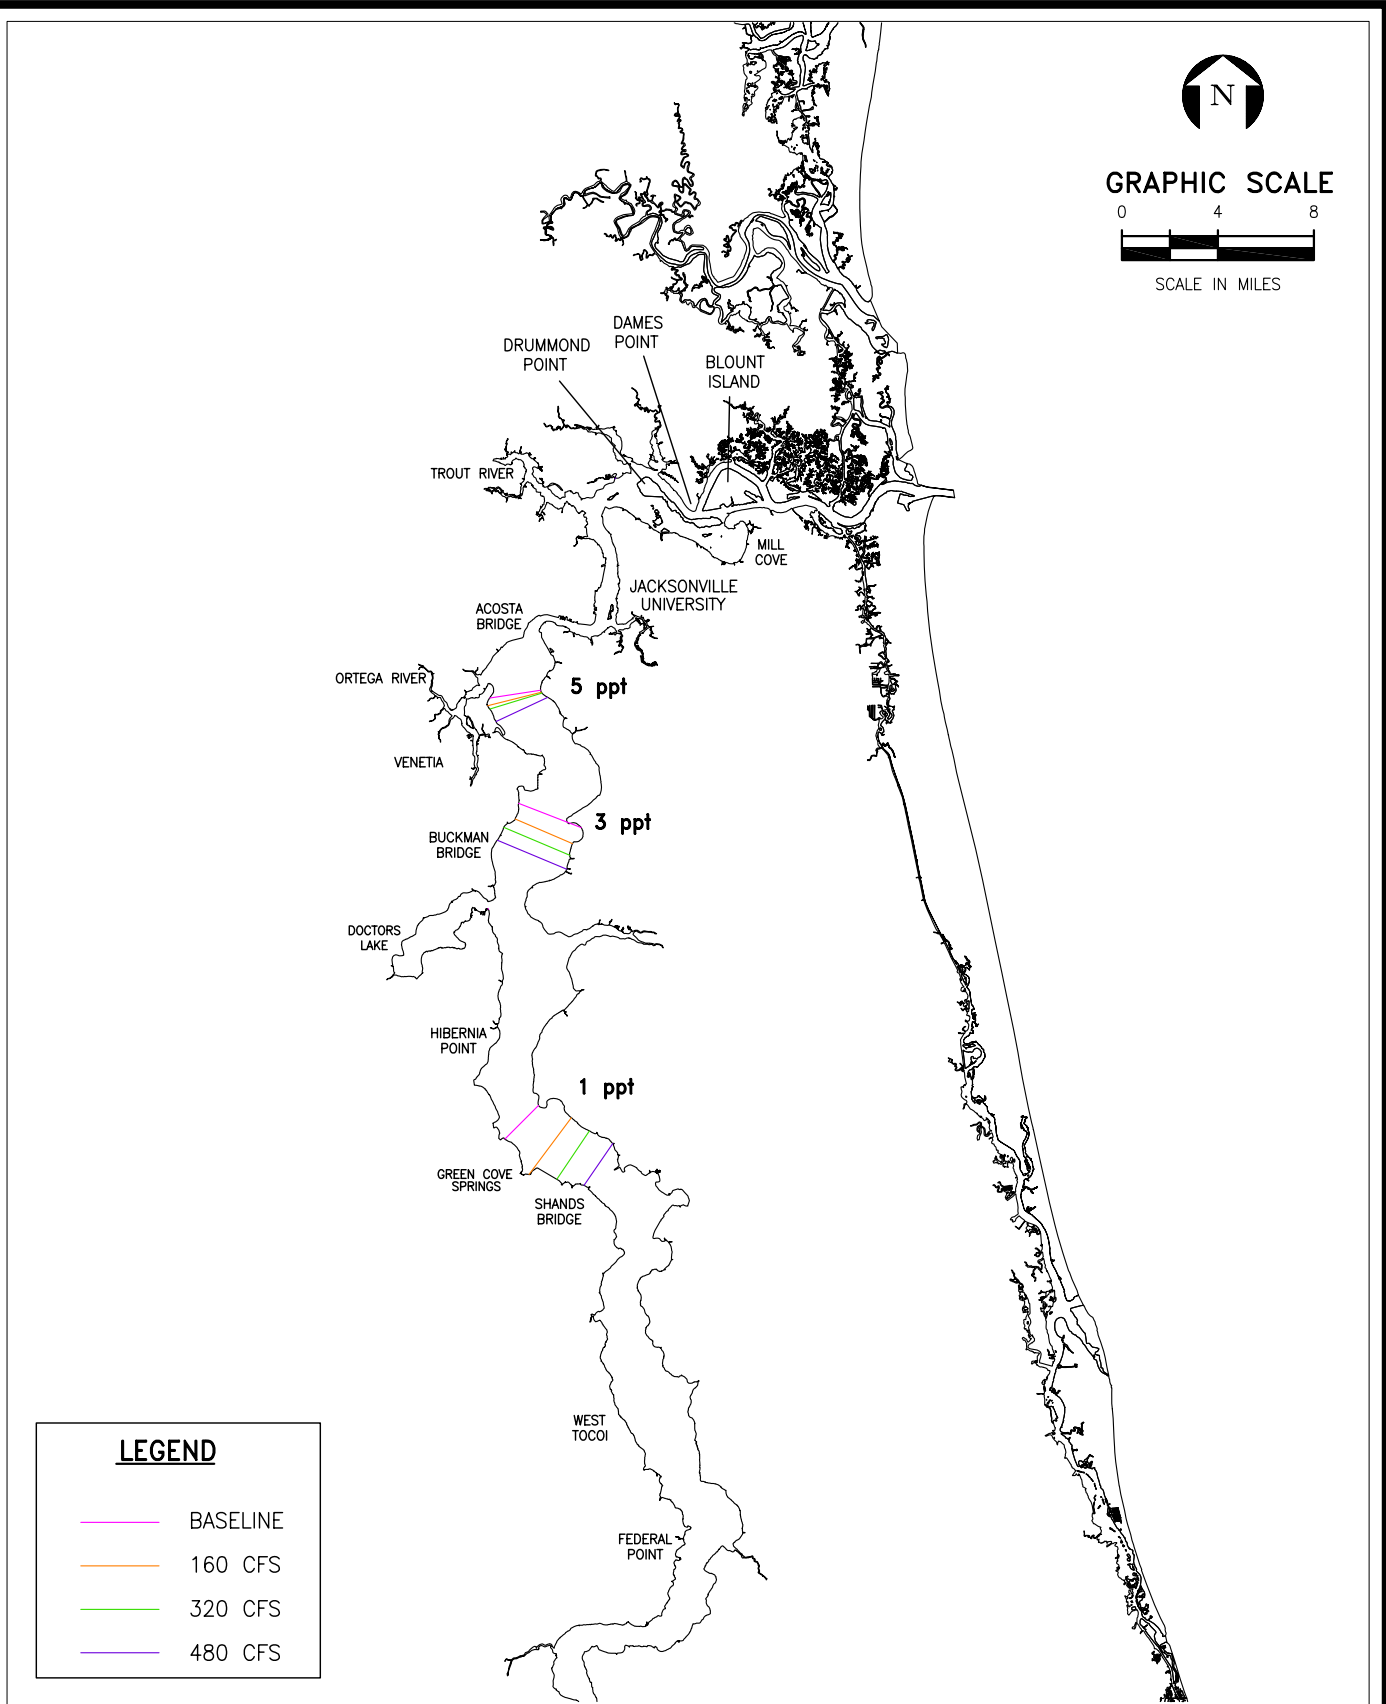 N
GRAPHIC SCALE
0 4 8
SCALE IN MILES
DAMES
POINT
DRUMMOND
POINT
BLOUNT
ISLAND
TROUT RIVER
MILL
COVE
JACKSONVILLE
UNIVERSITY
ACOSTA
BRIDGE
ORTEGA RIVER
5 ppt
VENETIA
3 ppt
BUCKMAN
BRIDGE
DOCTORS
LAKE
HIBERNIA
POINT
1 ppt
GREEN COVE
SPRINGS
SHANDS
BRIDGE
WEST
TOCOI
FEDERAL
POINT
LEGEND
BASELINE
160 CFS
320 CFS
480 CFS